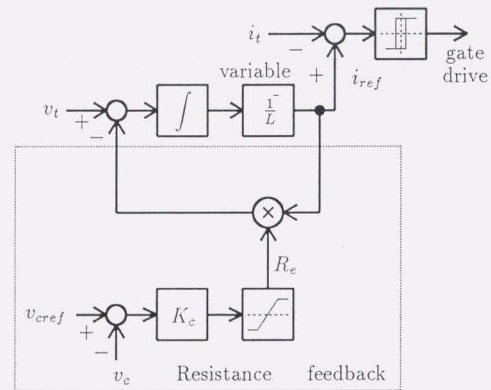 i_t
−
+
i_ref
gate
drive
variable
v_t
+
−
∫
1/L
×
R_e
v_cref
+
−
K_c
v_c
Resistance feedback